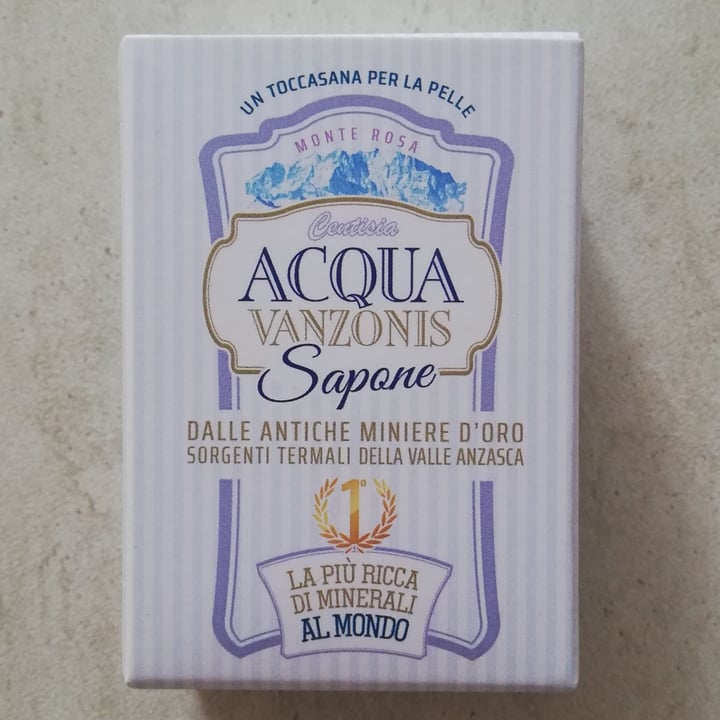 UN TOCCASANA PER LA PELLE
MONTE ROSA
Centisia
ACQUA
VANZONIS
Sapone
DALLE ANTICHE MINIERE D'ORO
SORGENTI TERMALI DELLA VALLE ANZASCA
1°
LA PIÙ RICCA
DI MINERALI
AL MONDO